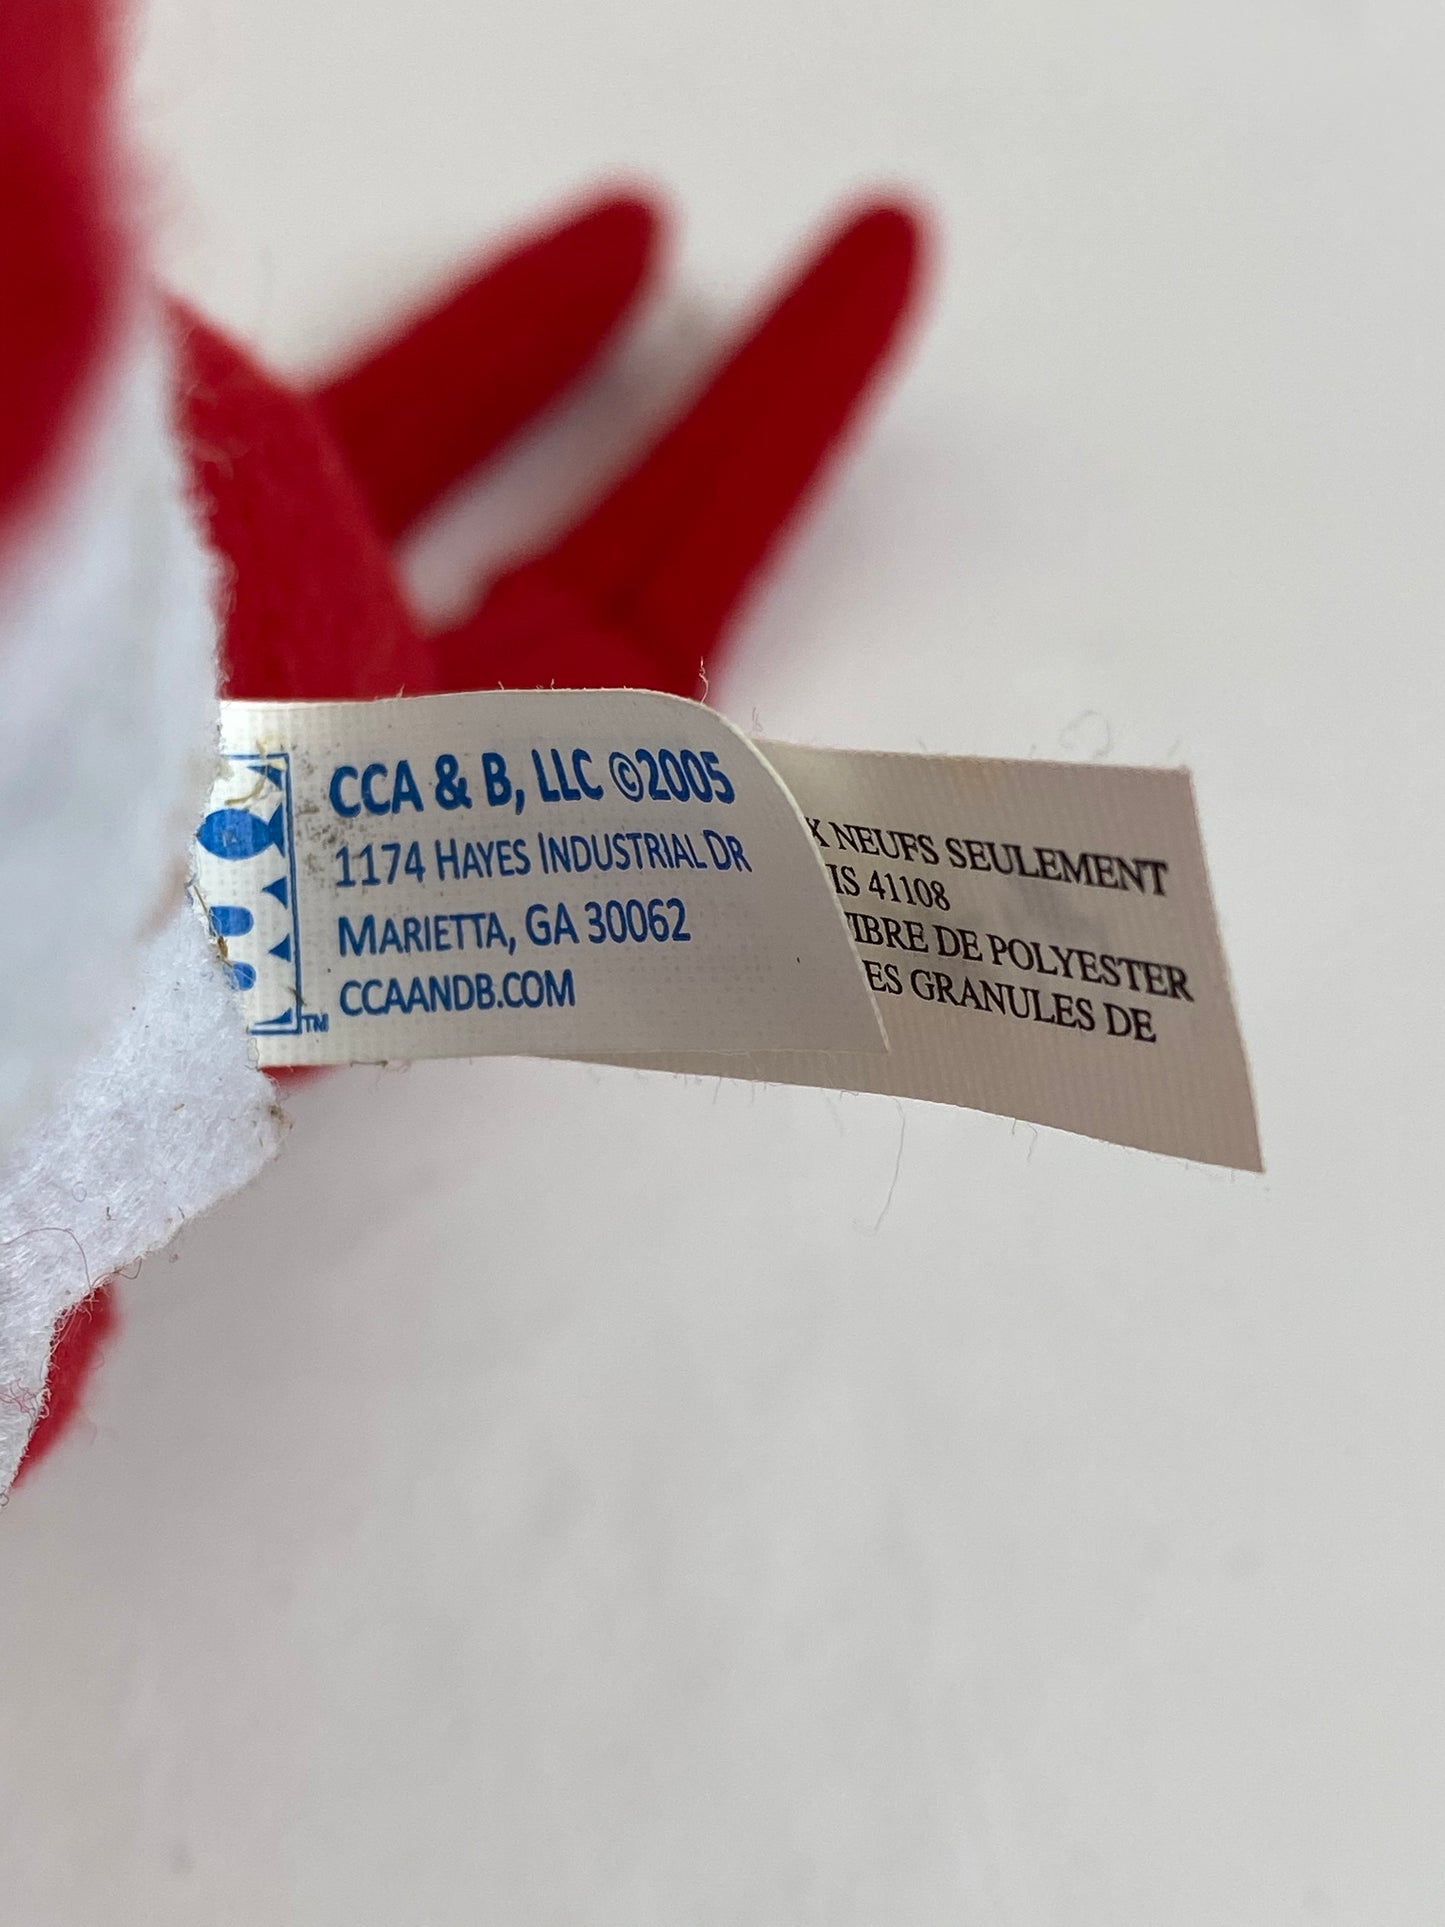 CCA & B, LLC ©2005
1174 HAYES INDUSTRIAL DR
MARIETTA, GA 30062
CCAANDB.COM
TM
NEUFS SEULEMENT
41108
DE POLYESTER
GRANULES DE